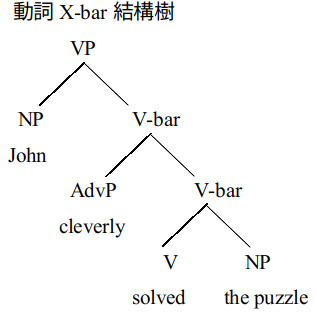 動詞 X-bar 結構樹
VP
NP V-bar
John
AdvP V-bar
cleverly
V NP
solved the puzzle